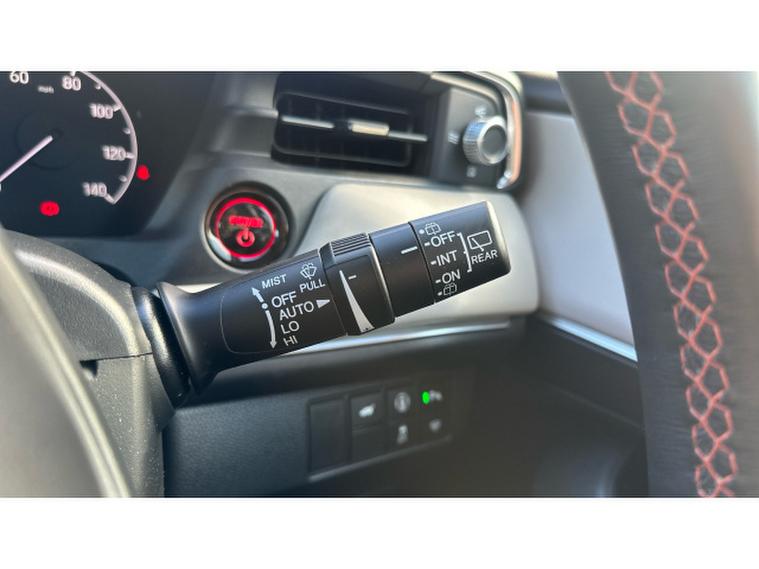 60
80
100
120
140
MIST
PULL
OFF
AUTO
LO
HI
OFF
INT
ON
REAR